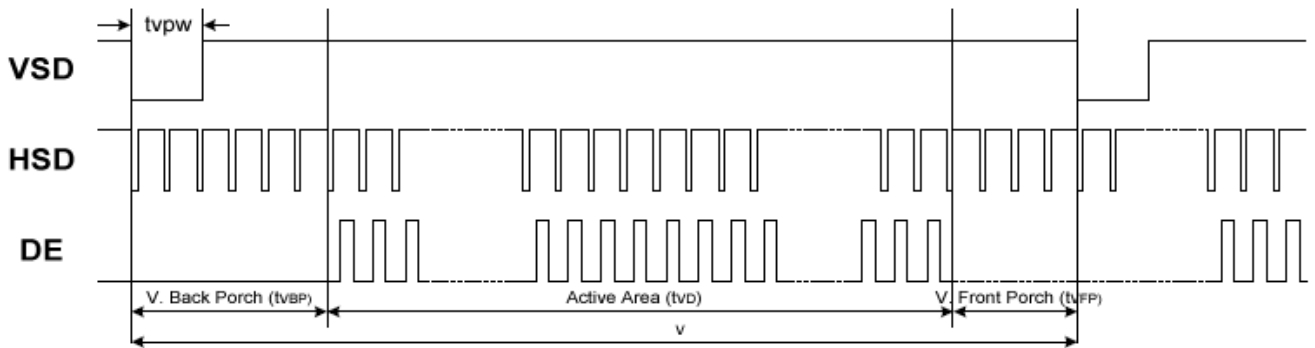 tvpw
VSD
HSD
DE
V. Back Porch (tVBP)
Active Area (tVD)
V. Front Porch (tVFP)
v